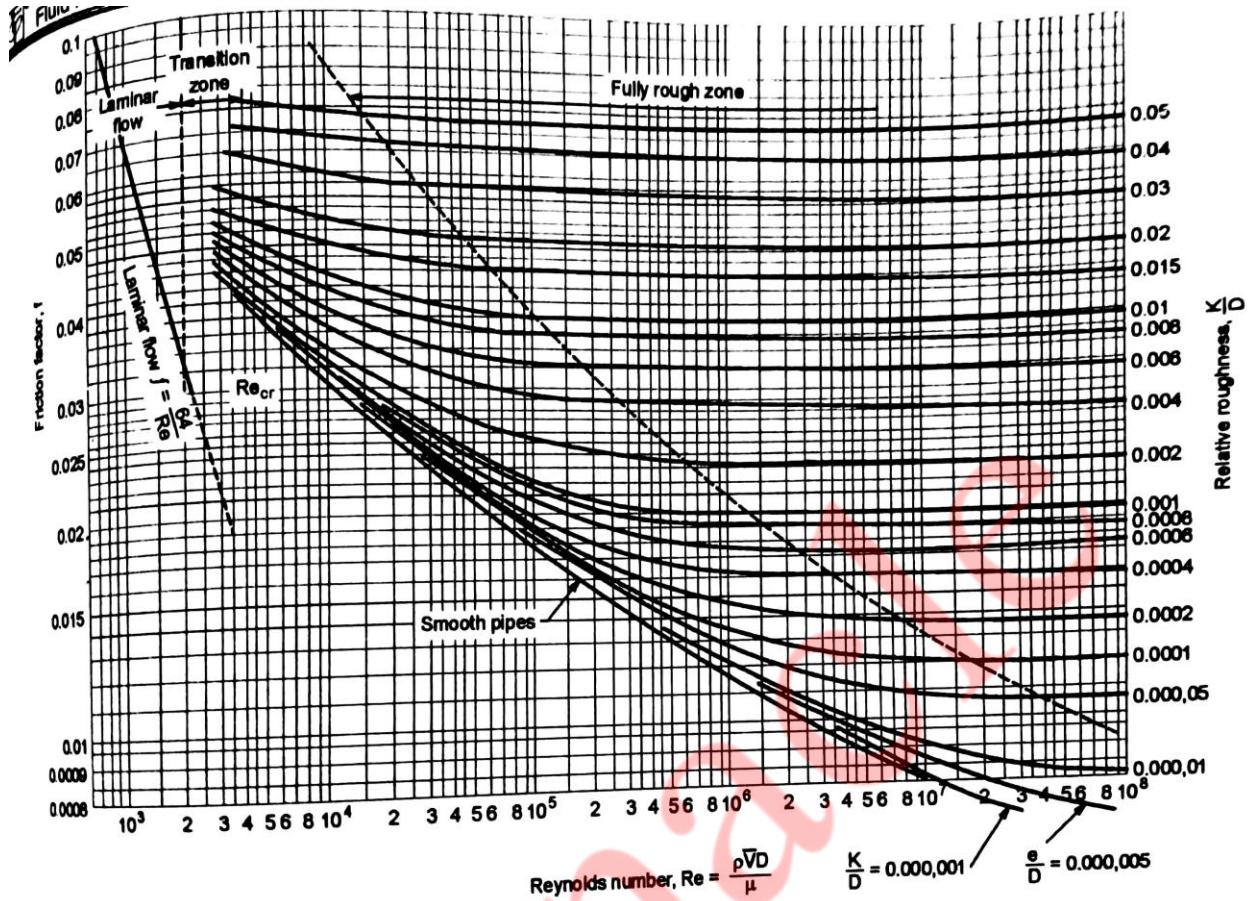 Fluid
0.1
0.09
0.08
0.07
0.06
0.05
0.04
0.03
0.025
0.02
0.015
0.01
0.0009
0.0008
Friction factor, f
Laminar flow
Transition zone
Fully rough zone
Laminar flow f = 64/Re
Re_cr
Smooth pipes
0.05
0.04
0.03
0.02
0.015
0.01
0.008
0.006
0.004
0.002
0.001
0.0008
0.0006
0.0004
0.0002
0.0001
0.000,05
0.000,01
Relative roughness, K/D
10³ 2 3 4 5 6 8 10⁴ 2 3 4 5 6 8 10⁵ 2 3 4 5 6 8 10⁶ 2 3 4 5 6 8 10⁷ 2 3 4 5 6 8 10⁸
Reynolds number, Re = ρV̅D/μ
K/D = 0.000,001
e/D = 0.000,005
acle